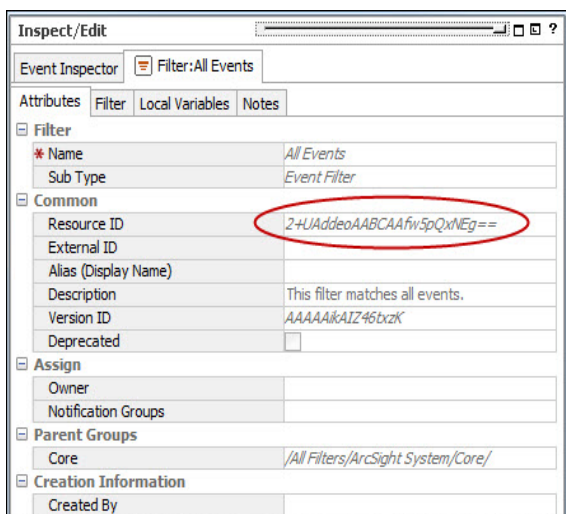 Inspect/Edit ?
Event Inspector Filter:All Events
Attributes Filter Local Variables Notes
Filter
* Name All Events
Sub Type Event Filter
Common
Resource ID 2+UAddeoAABCAAfw5pQxNEg==
External ID
Alias (Display Name)
Description This filter matches all events.
Version ID AAAAAikAIZ46txzK
Deprecated
Assign
Owner
Notification Groups
Parent Groups
Core /All Filters/ArcSight System/Core/
Creation Information
Created By